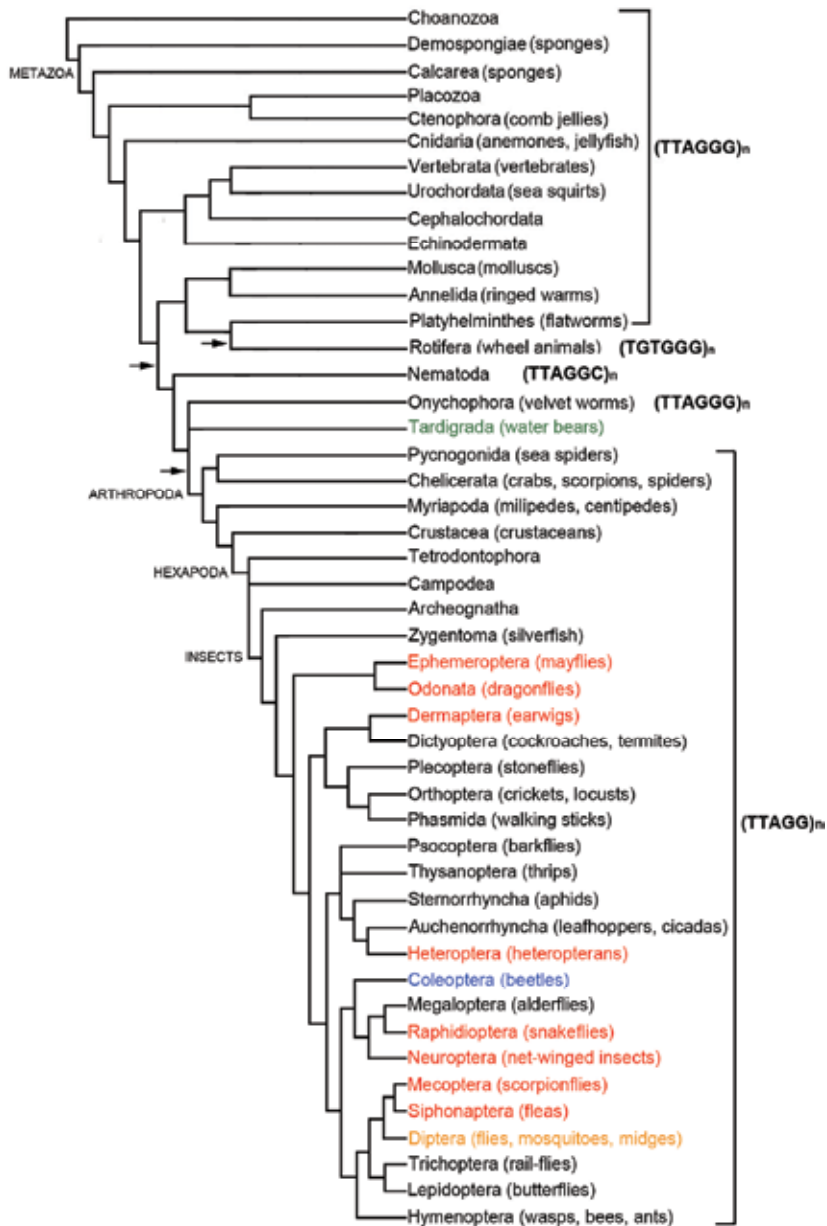 Choanozoa
Demospongiae (sponges)
METAZOA
Calcarea (sponges)
Placozoa
Ctenophora (comb jellies)
Cnidaria (anemones, jellyfish)
(TTAGGG)n
Vertebrata (vertebrates)
Urochordata (sea squirts)
Cephalochordata
Echinodermata
Mollusca (molluscs)
Annelida (ringed warms)
Platyhelminthes (flatworms)
Rotifera (wheel animals) (TGTGGG)n
Nematoda (TTAGGC)n
Onychophora (velvet worms) (TTAGGG)n
Tardigrada (water bears)
Pycnogonida (sea spiders)
Chelicerata (crabs, scorpions, spiders)
ARTHROPODA
Myriapoda (milipedes, centipedes)
Crustacea (crustaceans)
Tetrodontophora
HEXAPODA
Campodea
Archeognatha
Zygentoma (silverfish)
INSECTS
Ephemeroptera (mayflies)
Odonata (dragonflies)
Dermaptera (earwigs)
Dictyoptera (cockroaches, termites)
Plecoptera (stoneflies)
Orthoptera (crickets, locusts)
Phasmida (walking sticks)
(TTAGG)n
Psocoptera (barkflies)
Thysanoptera (thrips)
Sternorrhyncha (aphids)
Auchenorrhyncha (leafhoppers, cicadas)
Heteroptera (heteropterans)
Coleoptera (beetles)
Megaloptera (alderflies)
Raphidioptera (snakeflies)
Neuroptera (net-winged insects)
Mecoptera (scorpionflies)
Siphonaptera (fleas)
Diptera (flies, mosquitoes, midges)
Trichoptera (rail-flies)
Lepidoptera (butterflies)
Hymenoptera (wasps, bees, ants)